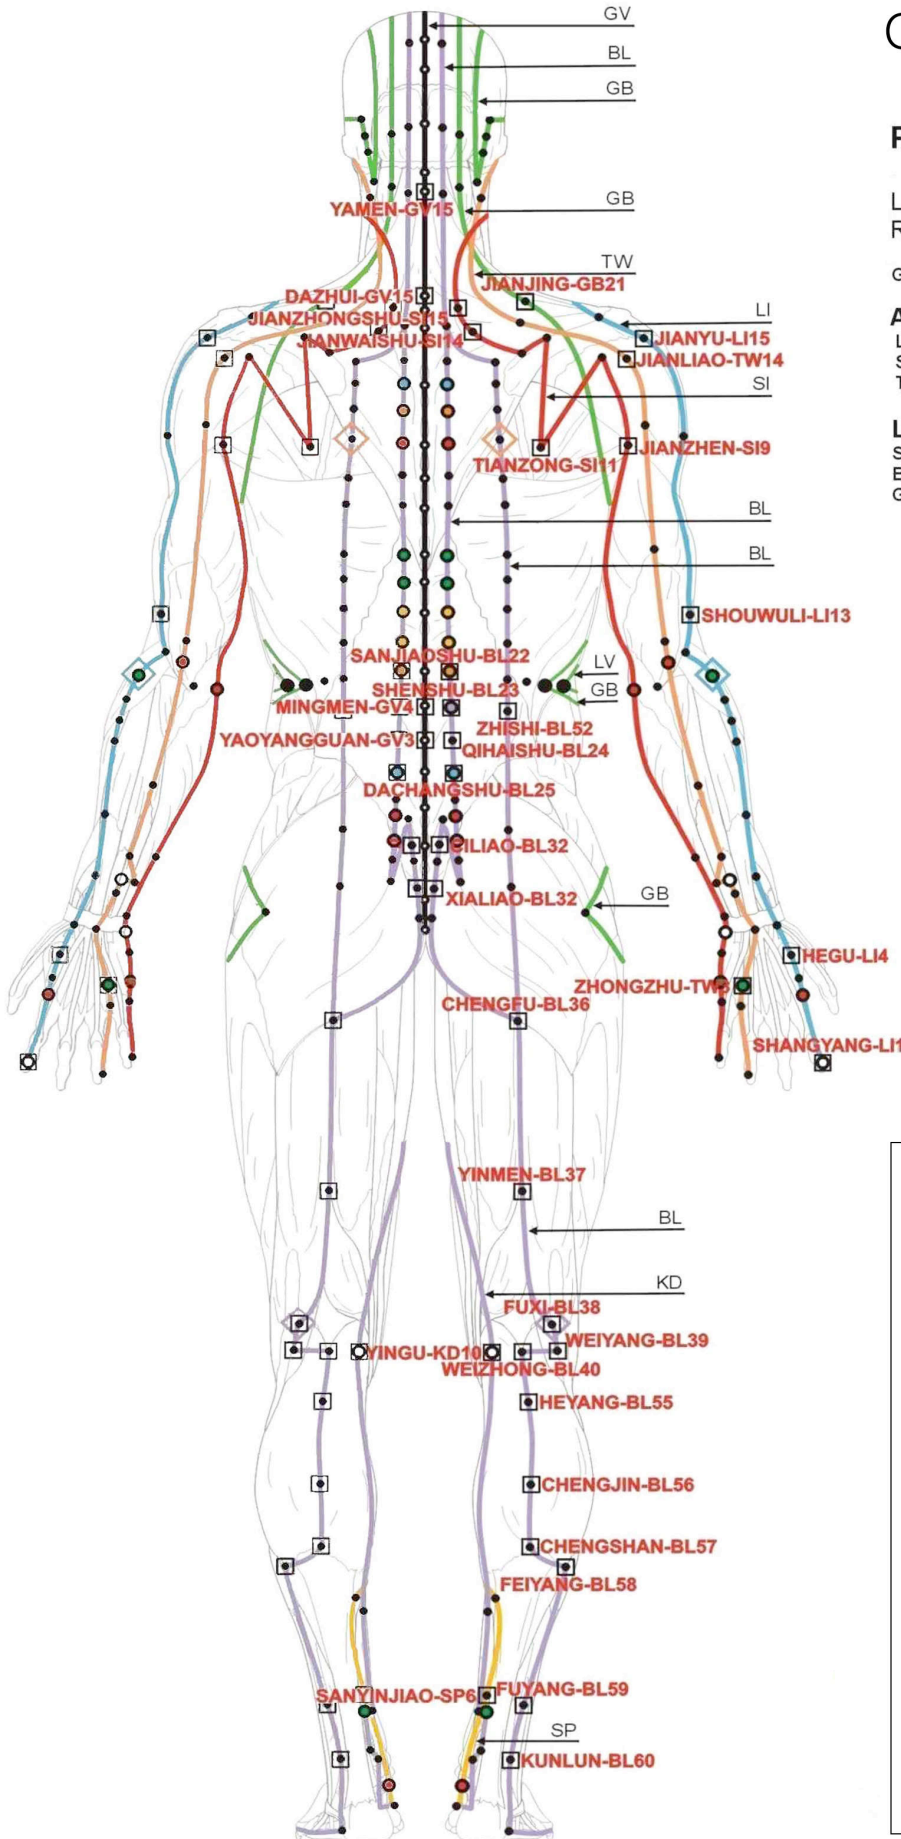 GV
BL
GB
GB
YAMEN-GV15
TW
JIANJING-GB21
DAZHUI-GV15
LI
JIANZHONGSHU-SI15
JIANWAISHU-SI14
JIANYU-LI15
JIANLIAO-TW14
SI
JIANZHEN-SI9
TIANZONG-SI11
BL
BL
SHOUWULI-LI13
SANJIAOSHU-BL22
LV
SHENSHU-BL23
GB
MINGMEN-GV4
ZHISHI-BL52
YAOYANGGUAN-GV3
QIHAISHU-BL24
DACHANGSHU-BL25
CILIAO-BL32
XIALIAO-BL32
GB
HEGU-LI4
ZHONGZHU-TW3
CHENGFU-BL36
SHANGYANG-LI1
YINMEN-BL37
BL
KD
FUXI-BL38
WEIYANG-BL39
YINGU-KD10
WEIZHONG-BL40
HEYANG-BL55
CHENGJIN-BL56
CHENGSHAN-BL57
FEIYANG-BL58
SANYINJIAO-SP6
FUYANG-BL59
SP
KUNLUN-BL60